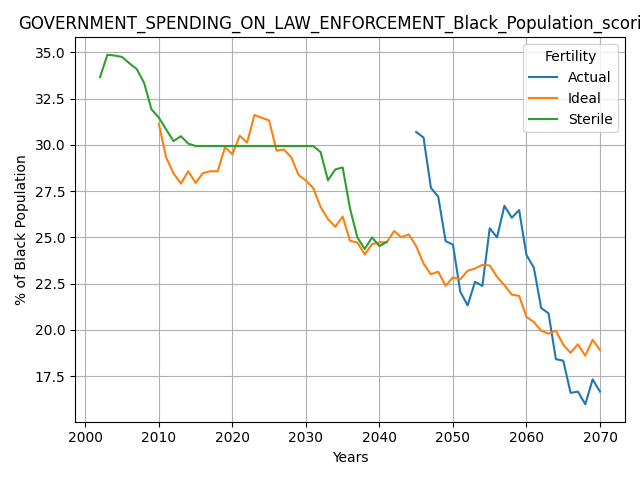 GOVERNMENT_SPENDING_ON_LAW_ENFORCEMENT_Black_Population_scori
Fertility
Actual
Ideal
Sterile
% of Black Population
35.0
32.5
30.0
27.5
25.0
22.5
20.0
17.5
2000 2010 2020 2030 2040 2050 2060 2070
Years